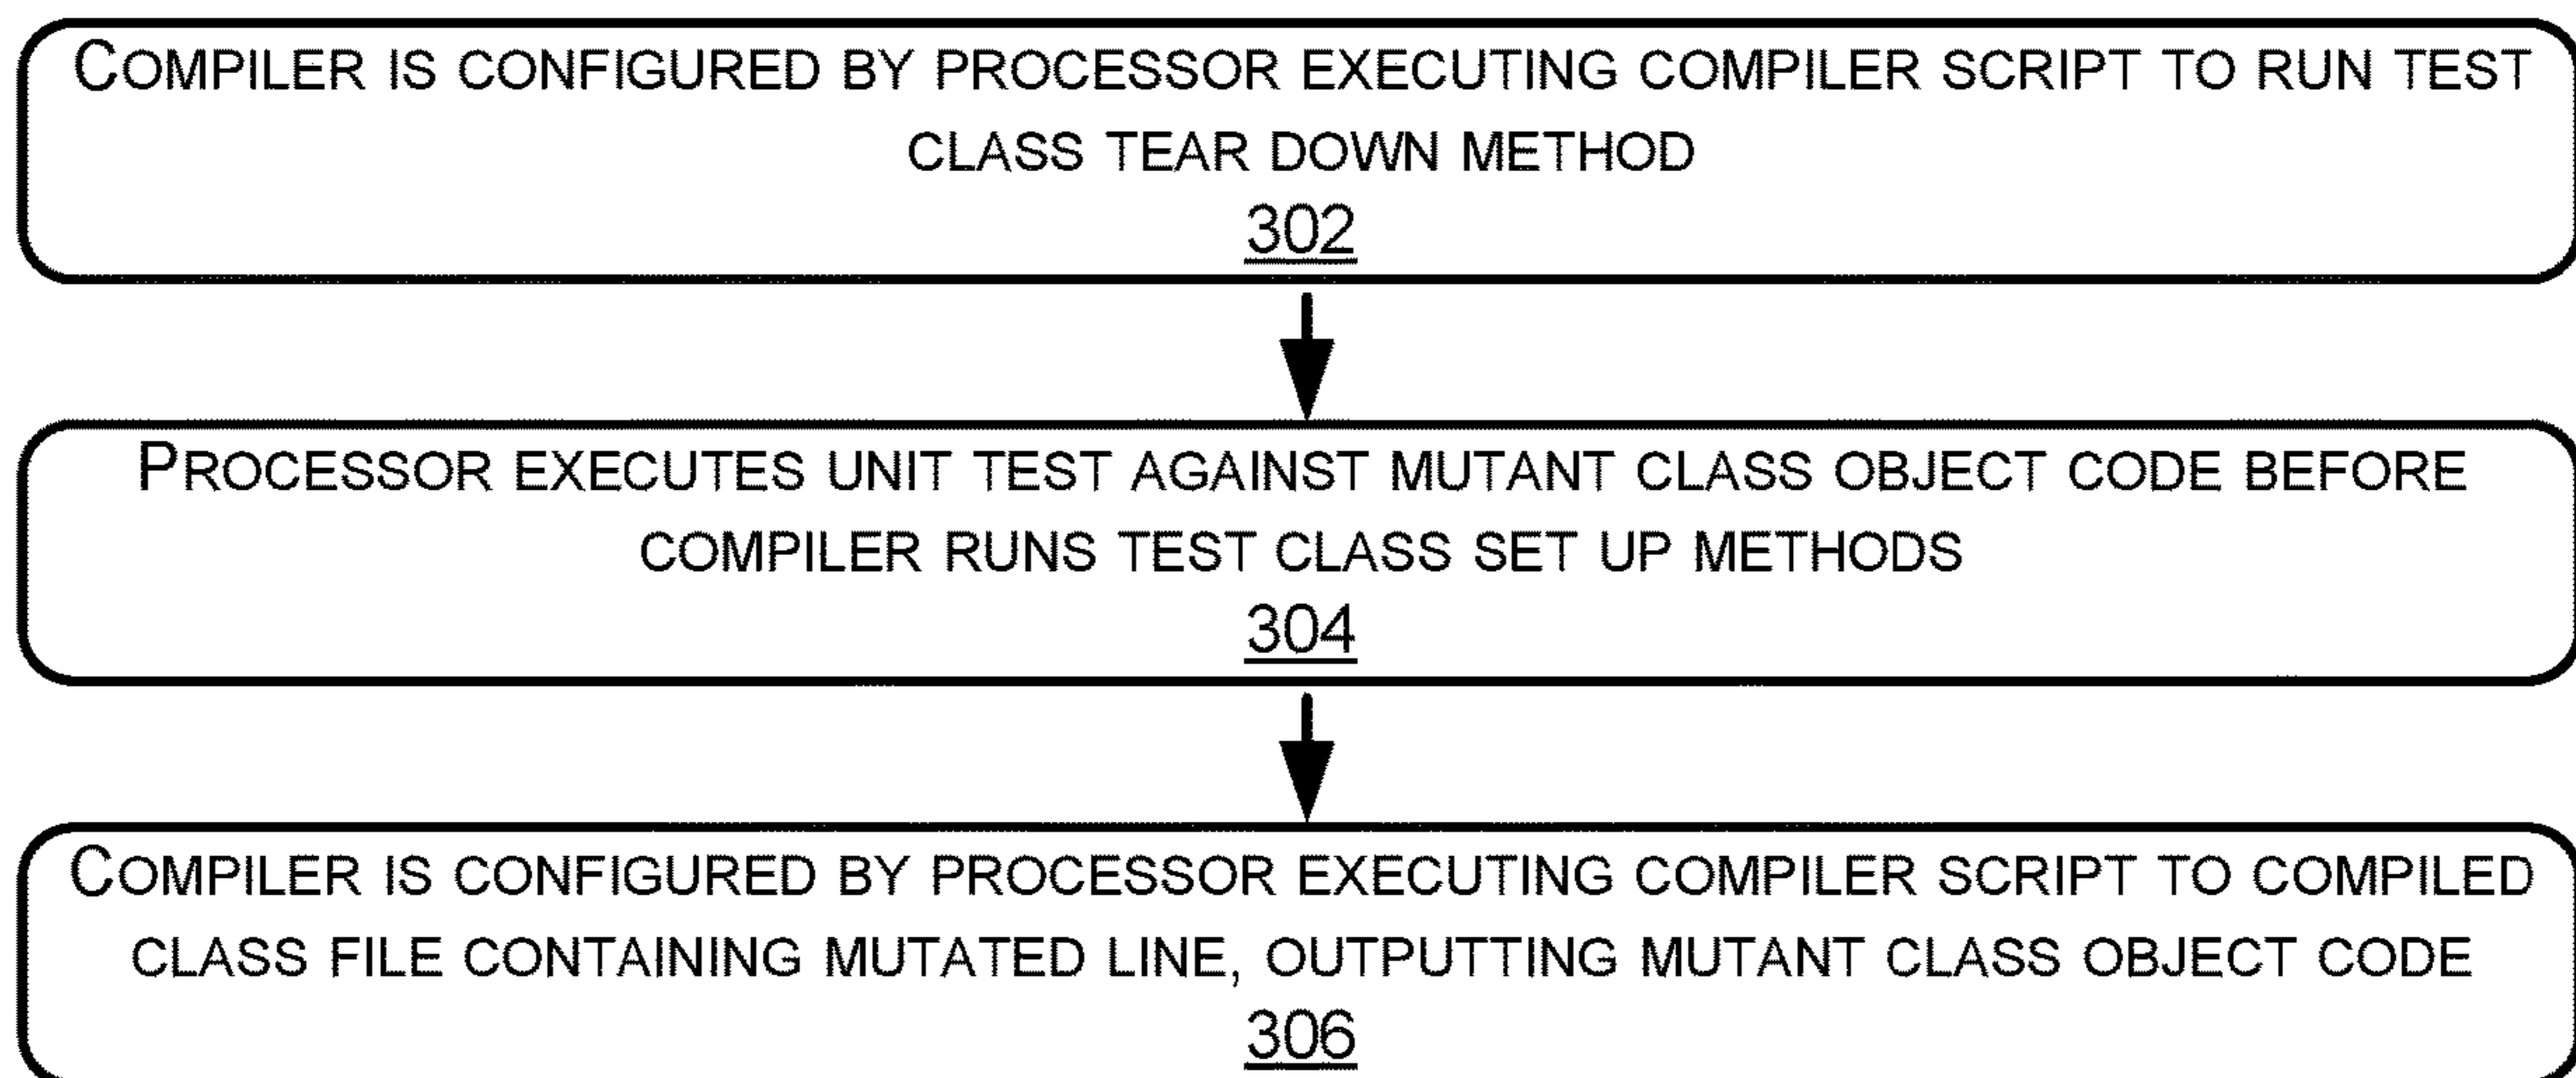 COMPILER IS CONFIGURED BY PROCESSOR EXECUTING COMPILER SCRIPT TO RUN TEST
CLASS TEAR DOWN METHOD
302
PROCESSOR EXECUTES UNIT TEST AGAINST MUTANT CLASS OBJECT CODE BEFORE
COMPILER RUNS TEST CLASS SET UP METHODS
304
COMPILER IS CONFIGURED BY PROCESSOR EXECUTING COMPILER SCRIPT TO COMPILED
CLASS FILE CONTAINING MUTATED LINE, OUTPUTTING MUTANT CLASS OBJECT CODE
306